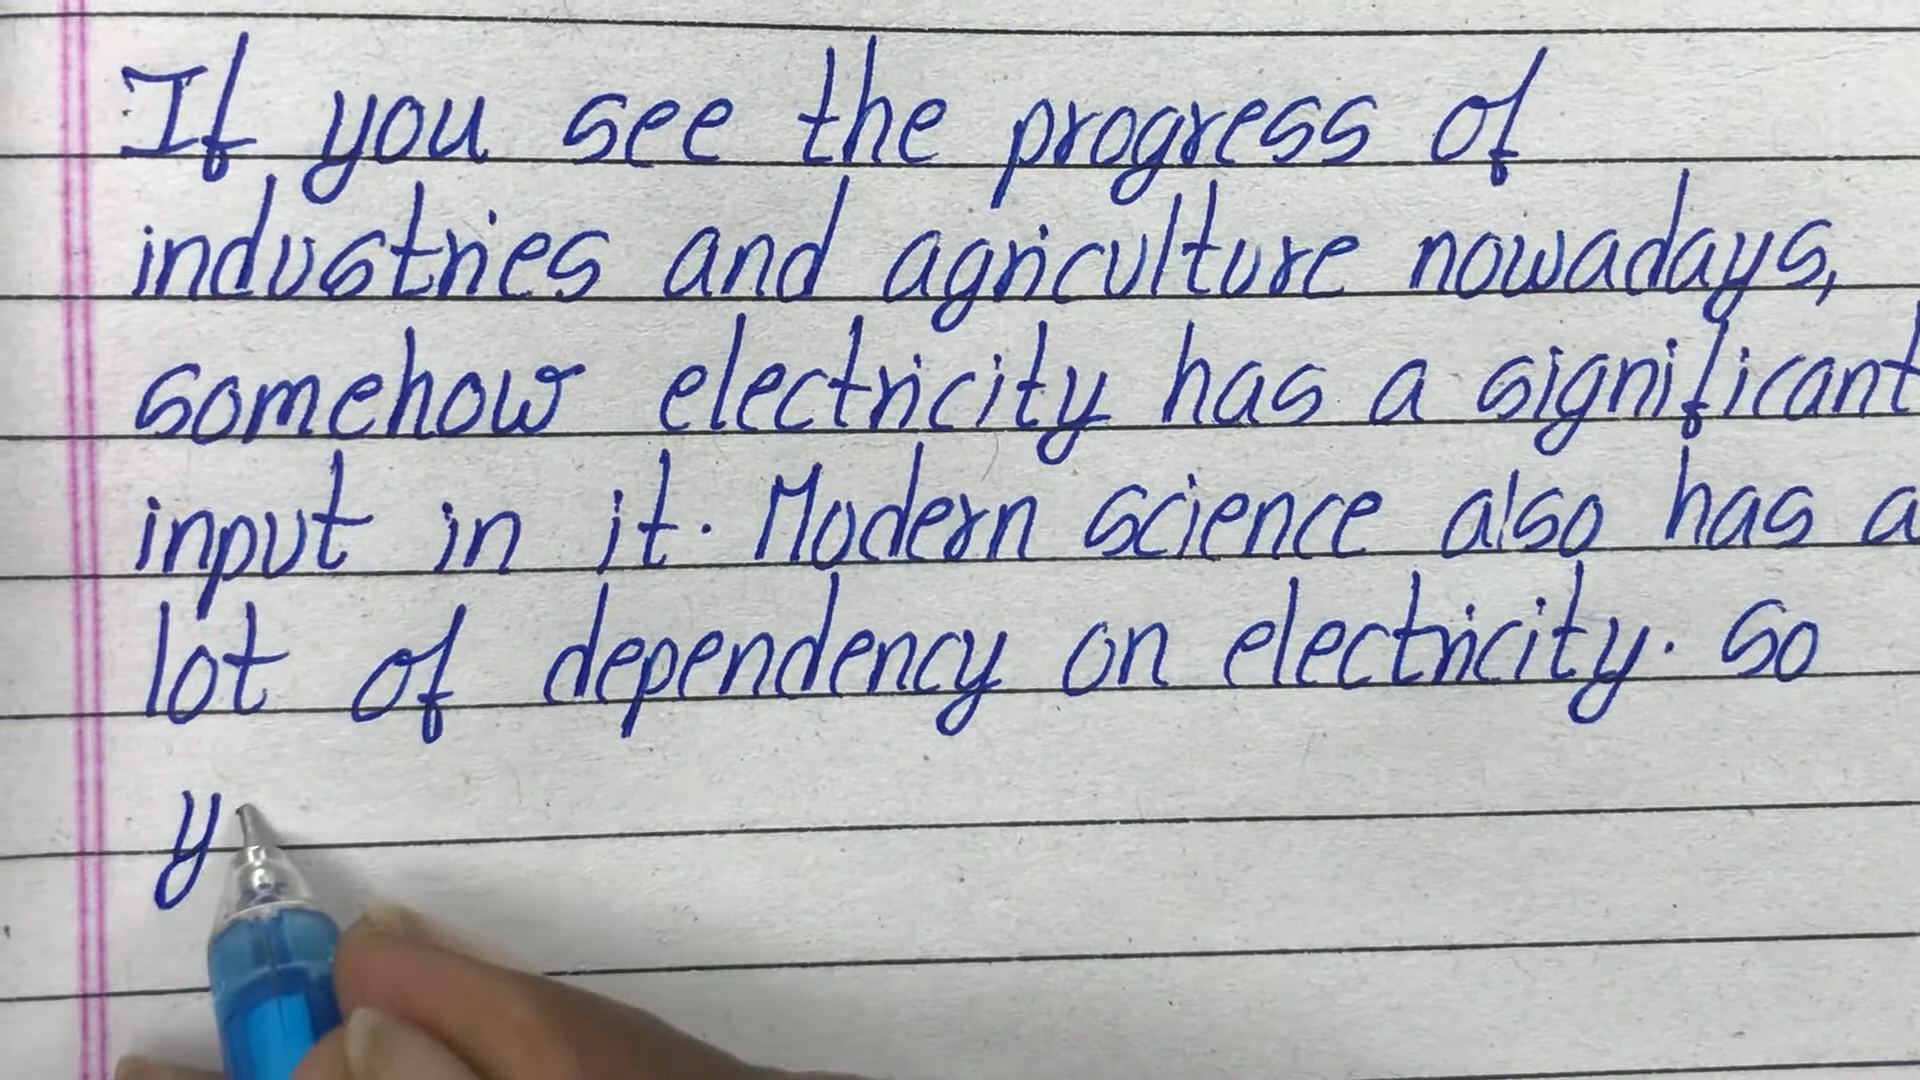 If you see the progress of
industries and agriculture nowadays,
somehow electricity has a significant
input in it. Modern science also has a
lot of dependency on electricity. So
y